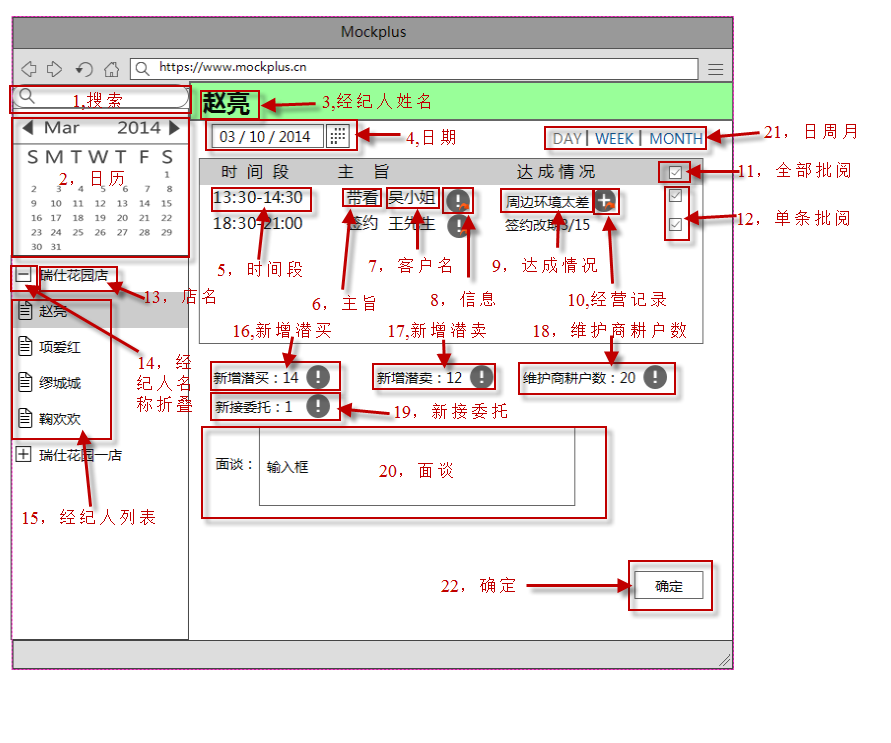 Mockplus
https://www.mockplus.cn
1,搜索
赵亮
3,经纪人姓名
Mar 2014
S M T W T F S
1
2 3 4 5 6 7 8
9 10 11 12 13 14 15
16 17 18 19 20 21 22
23 24 25 26 27 28 29
30 31
2，日历
03 / 10 / 2014
4,日期
DAY | WEEK | MONTH
21，日周月
时间段 主旨 达成情况
11，全部批阅
13:30-14:30 带看 吴小姐 周边环境太差
18:30-21:00 签约 王先生 签约改期3/15
12，单条批阅
5，时间段
6，主旨
7，客户名
8，信息
9，达成情况
10,经营记录
瑞仕花园店
13，店名
赵亮
项爱红
缪城城
鞠欢欢
瑞仕花园一店
14，经
纪人名
称折叠
15，经纪人列表
16,新增潜买
17,新增潜卖
18，维护商耕户数
新增潜买：14
新增潜卖：12
维护商耕户数：20
新接委托：1
19，新接委托
面谈：
输入框
20，面谈
22，确定
确定